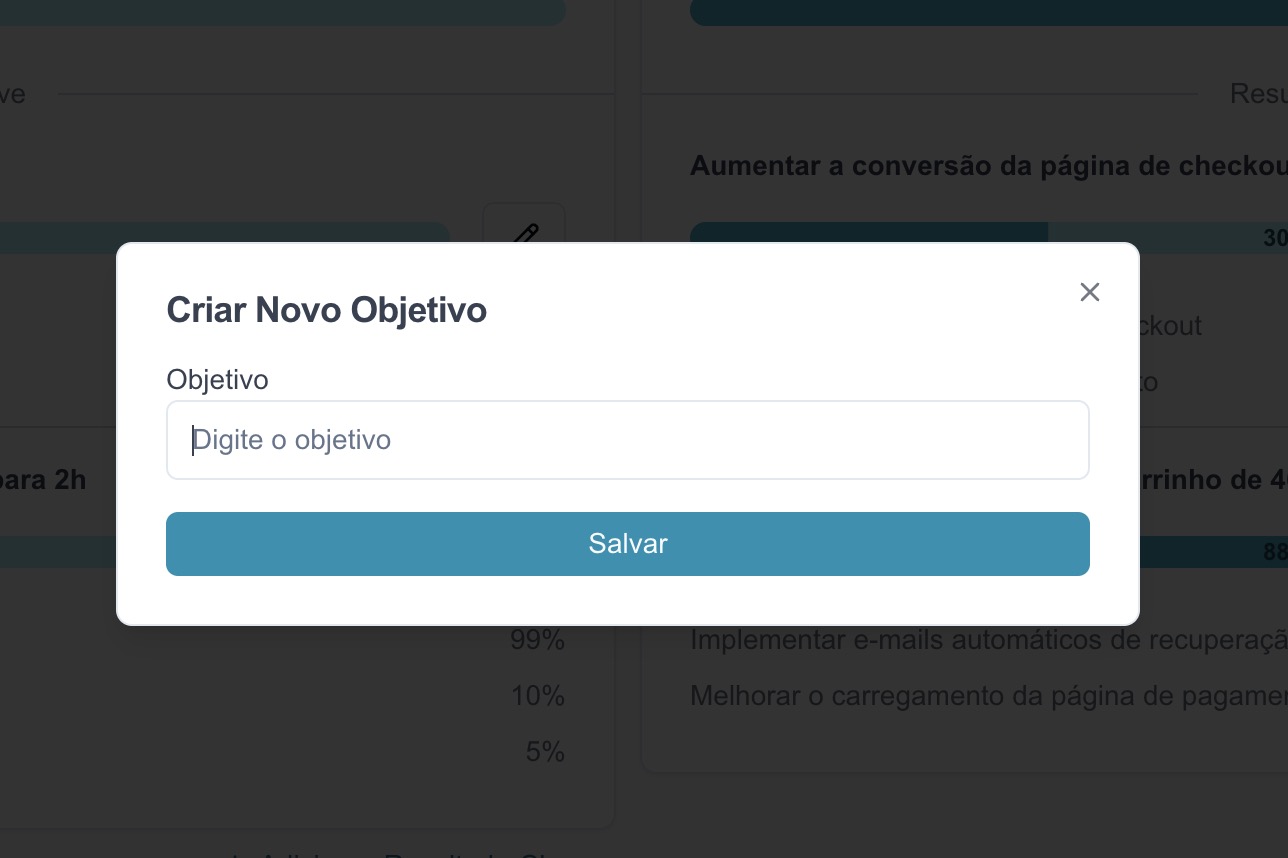 ve
Resu
Aumentar a conversão da página de checkou
30
Criar Novo Objetivo
ckout
Objetivo
to
Digite o objetivo
para 2h
rrinho de 4
Salvar
88
99%
Implementar e-mails automáticos de recuperaçã
10%
Melhorar o carregamento da página de pagamen
5%